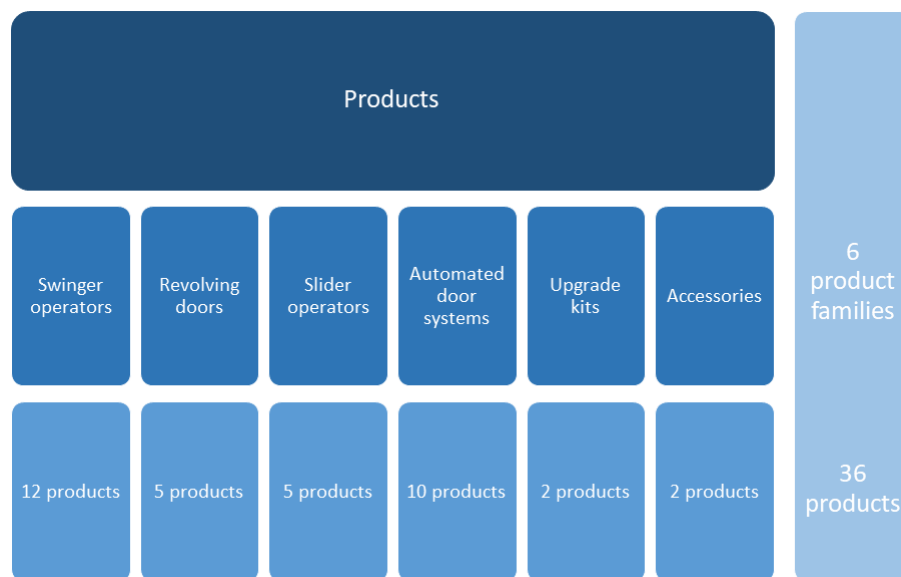 Products
Swinger
operators
Revolving
doors
Slider
operators
Automated
door
systems
Upgrade
kits
Accessories
6
product
families
12 products
5 products
5 products
10 products
2 products
2 products
36
products